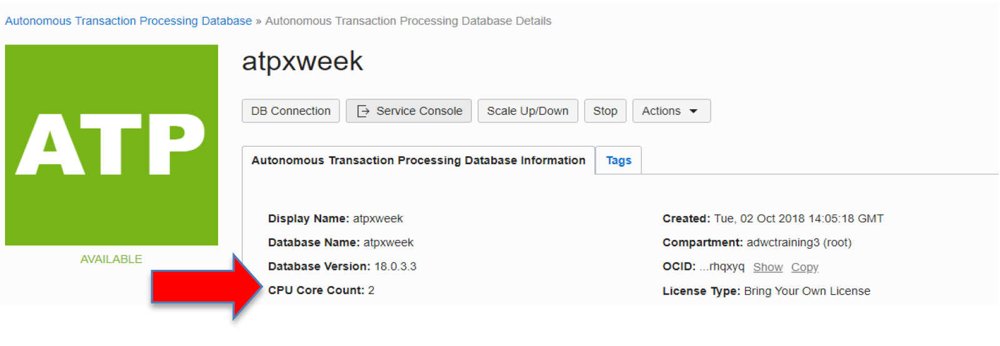 Autonomous Transaction Processing Database » Autonomous Transaction Processing Database Details
ATP
AVAILABLE
atpxweek
DB Connection Service Console Scale Up/Down Stop Actions
Autonomous Transaction Processing Database Information Tags
Display Name: atpxweek
Database Name: atpxweek
Database Version: 18.0.3.3
CPU Core Count: 2
Created: Tue, 02 Oct 2018 14:05:18 GMT
Compartment: adwctraining3 (root)
OCID: ...rhqxyq Show Copy
License Type: Bring Your Own License